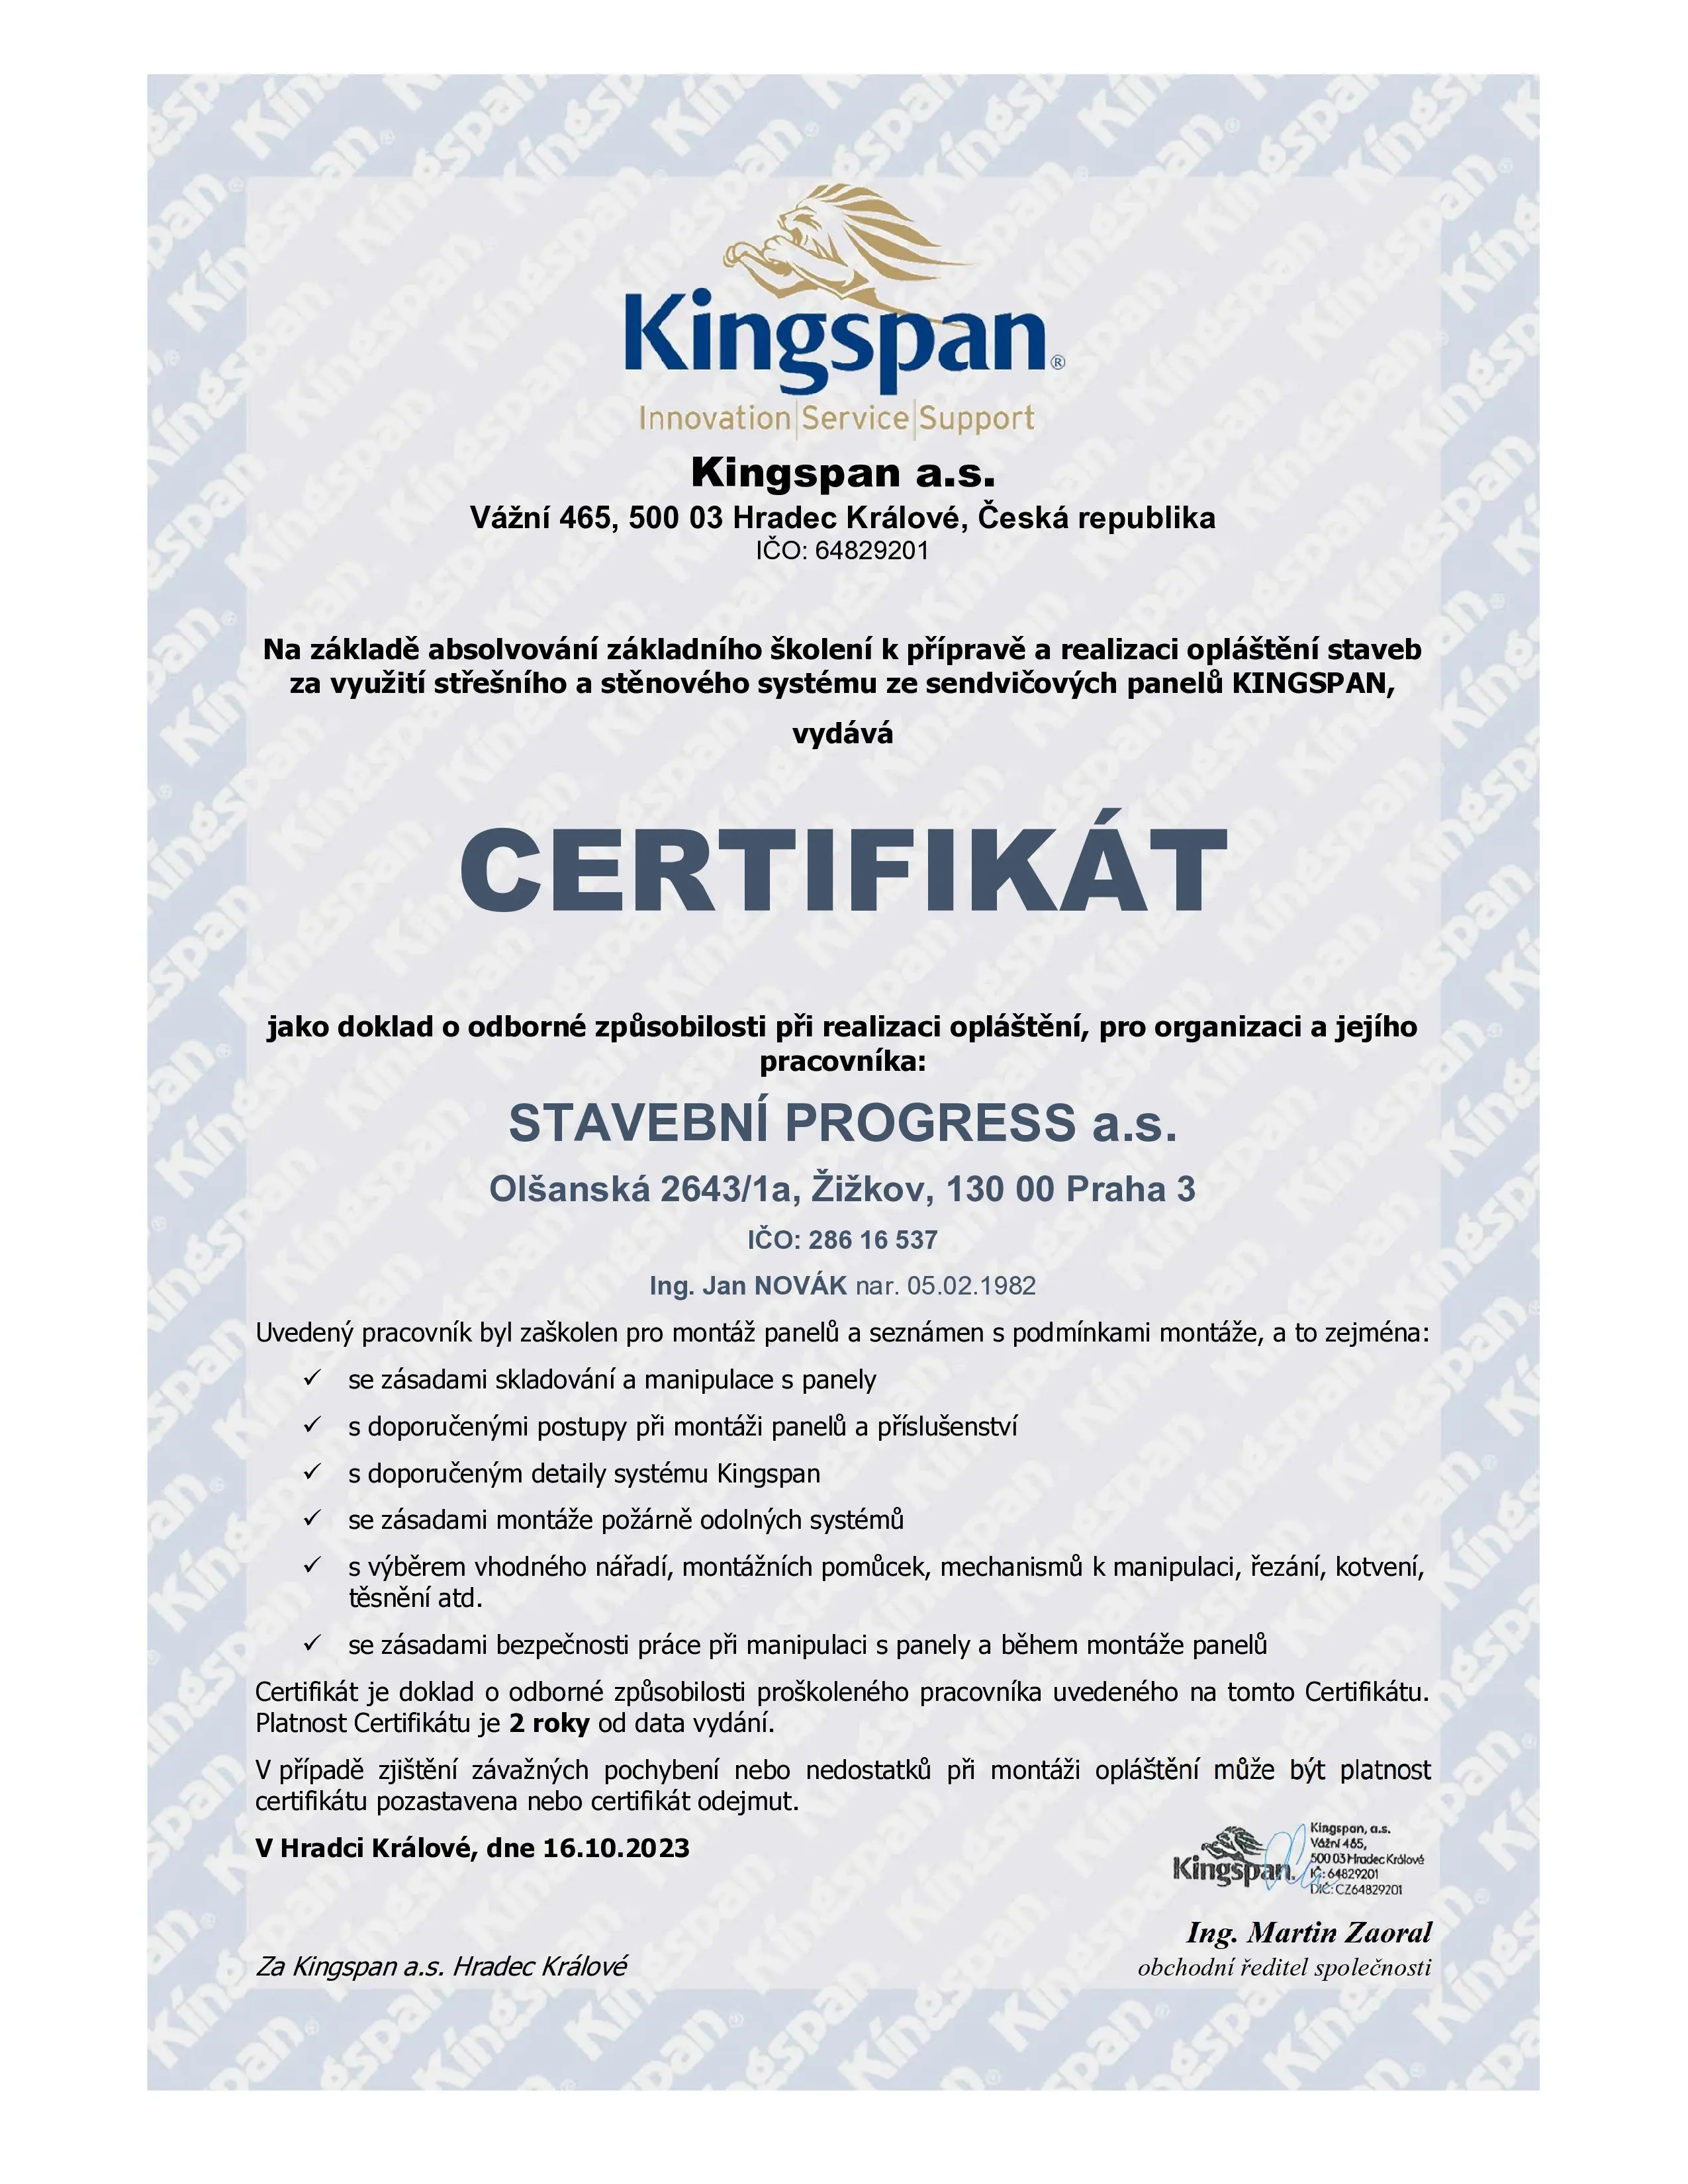 Kingspan®
Innovation|Service|Support
Kingspan a.s.
Vážní 465, 500 03 Hradec Králové, Česká republika
IČO: 64829201
Na základě absolvování základního školení k přípravě a realizaci opláštění staveb
za využití střešního a stěnového systému ze sendvičových panelů KINGSPAN,
vydává
CERTIFIKÁT
jako doklad o odborné způsobilosti při realizaci opláštění, pro organizaci a jejího
pracovníka:
STAVEBNÍ PROGRESS a.s.
Olšanská 2643/1a, Žižkov, 130 00 Praha 3
IČO: 286 16 537
Ing. Jan NOVÁK nar. 05.02.1982
Uvedený pracovník byl zaškolen pro montáž panelů a seznámen s podmínkami montáže, a to zejména:
✓ se zásadami skladování a manipulace s panely
✓ s doporučenými postupy při montáži panelů a příslušenství
✓ s doporučeným detaily systému Kingspan
✓ se zásadami montáže požárně odolných systémů
✓ s výběrem vhodného nářadí, montážních pomůcek, mechanismů k manipulaci, řezání, kotvení,
těsnění atd.
✓ se zásadami bezpečnosti práce při manipulaci s panely a během montáže panelů
Certifikát je doklad o odborné způsobilosti proškoleného pracovníka uvedeného na tomto Certifikátu.
Platnost Certifikátu je 2 roky od data vydání.
V případě zjištění závažných pochybení nebo nedostatků při montáži opláštění může být platnost
certifikátu pozastavena nebo certifikát odejmut.
V Hradci Králové, dne 16.10.2023
Kingspan.
Kingspan, a.s.
Vážní 465,
500 03 Hradec Králové
IČ: 64829201
DIČ: CZ64829201
Ing. Martin Zaoral
Za Kingspan a.s. Hradec Králové
obchodní ředitel společnosti